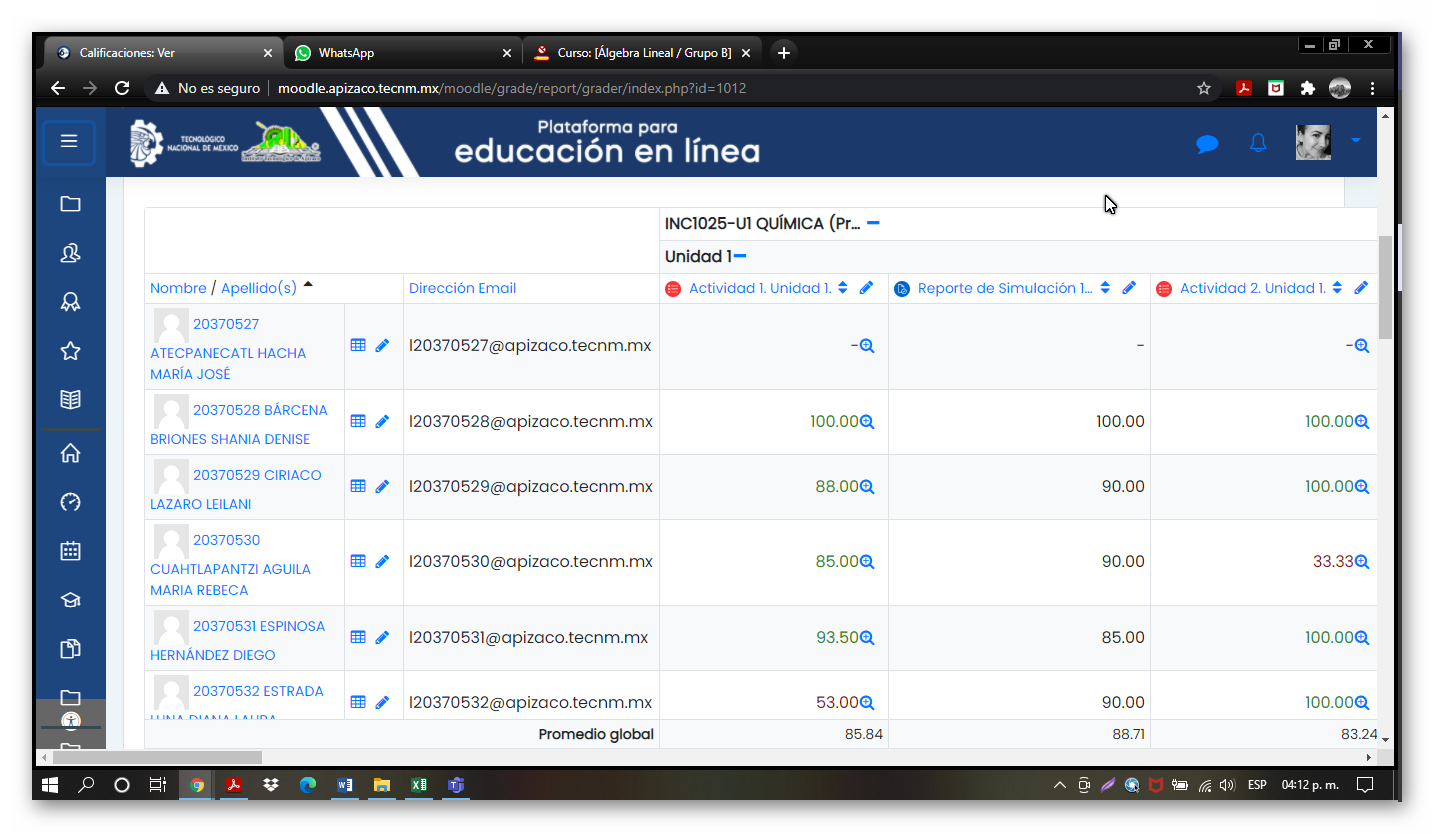 Calificaciones: Ver
WhatsApp
Curso: [Álgebra Lineal / Grupo B]
No es seguro
moodle.apizaco.tecnm.mx/moodle/grade/report/grader/index.php?id=1012
TECNOLÓGICO
NACIONAL DE MÉXICO
Plataforma para
educación en línea
INC1025-U1 QUÍMICA (Pr...
Unidad 1
Nombre / Apellido(s)
Dirección Email
Actividad 1. Unidad 1.
Reporte de Simulación 1...
Actividad 2. Unidad 1.
20370527
ATECPANECATL HACHA
MARÍA JOSÉ
l20370527@apizaco.tecnm.mx
-
-
-
20370528 BÁRCENA
BRIONES SHANIA DENISE
l20370528@apizaco.tecnm.mx
100.00
100.00
100.00
20370529 CIRIACO
LAZARO LEILANI
l20370529@apizaco.tecnm.mx
88.00
90.00
100.00
20370530
CUAHTLAPANTZI AGUILA
MARIA REBECA
l20370530@apizaco.tecnm.mx
85.00
90.00
33.33
20370531 ESPINOSA
HERNÁNDEZ DIEGO
l20370531@apizaco.tecnm.mx
93.50
85.00
100.00
20370532 ESTRADA
LUNA DIANA LAURA
l20370532@apizaco.tecnm.mx
53.00
90.00
100.00
Promedio global
85.84
88.71
83.24
ESP
04:12 p. m.